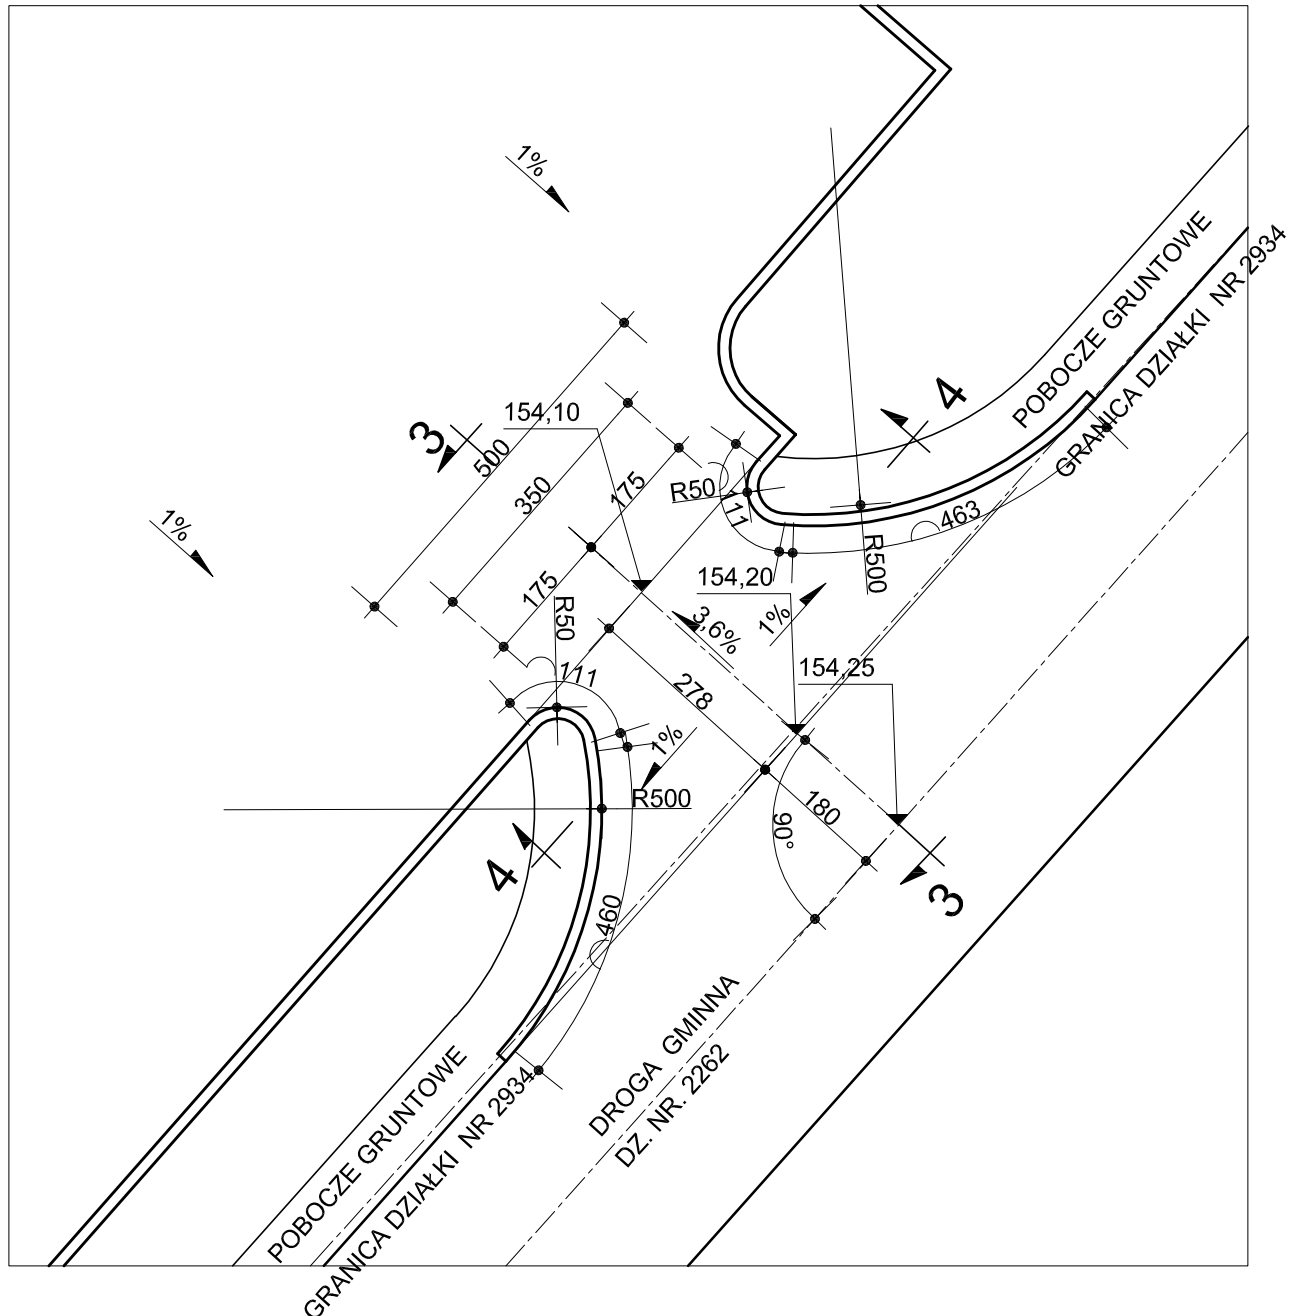 1%
POBOCZE GRUNTOWE
GRANICA DZIAŁKI NR 2934
3
154,10
500
4
350
175
R50
111
463
1%
R500
175
R50
154,20
1%
3,6%
111
154,25
278
1%
R500
180
90°
4
3
460
DROGA GMINNA
DZ. NR. 2262
POBOCZE GRUNTOWE
GRANICA DZIAŁKI NR 2934